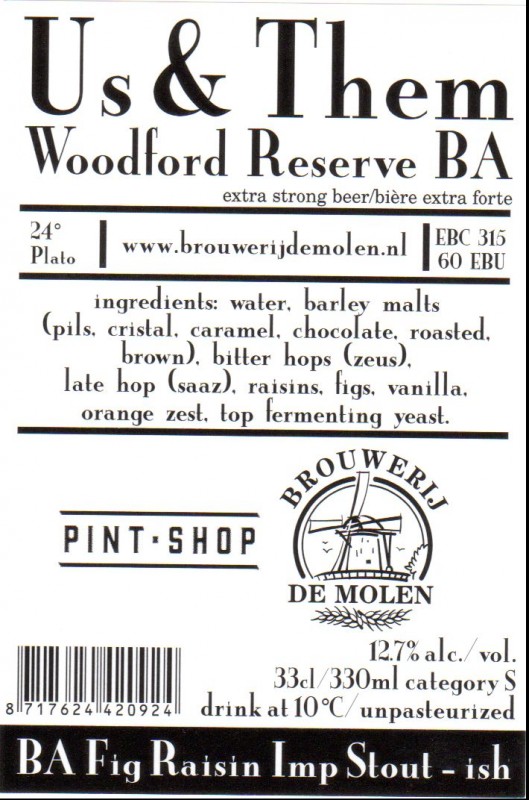 Us & Them
Woodford Reserve BA
extra strong beer/bière extra forte
24°
Plato
www.brouwerijdemolen.nl
EBC 315
60 EBU
ingredients: water, barley malts
(pils, cristal, caramel, chocolate, roasted,
brown), bitter hops (zeus),
late hop (saaz), raisins, figs, vanilla,
orange zest, top fermenting yeast.
PINT·SHOP
BROUWERIJ
DE MOLEN
12.7% alc./vol.
33cl/330ml category S
drink at 10°C/unpasteurized
8 717624 420924
BA Fig Raisin Imp Stout - ish